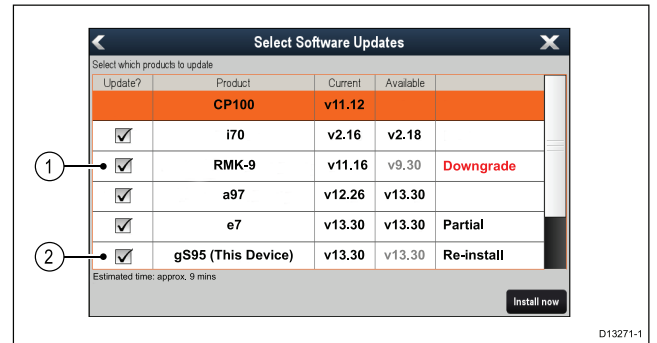 Select Software Updates
Select which products to update
Update? Product Current Available
CP100 v11.12
i70 v2.16 v2.18
1 RMK-9 v11.16 v9.30 Downgrade
a97 v12.26 v13.30
e7 v13.30 v13.30 Partial
2 gS95 (This Device) v13.30 v13.30 Re-install
Estimated time: approx. 9 mins
Install now
D13271-1